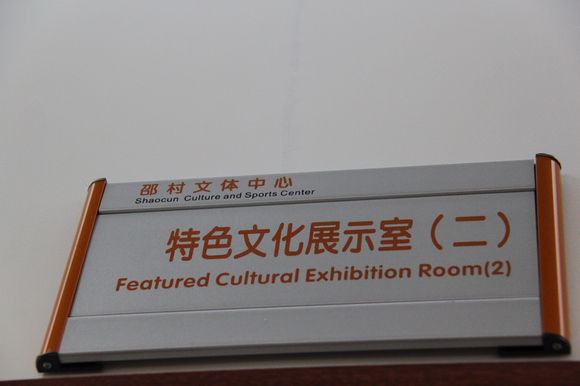 邵村文体中心
Shaocun Culture and Sports Center
特色文化展示室（二）
Featured Cultural Exhibition Room(2)